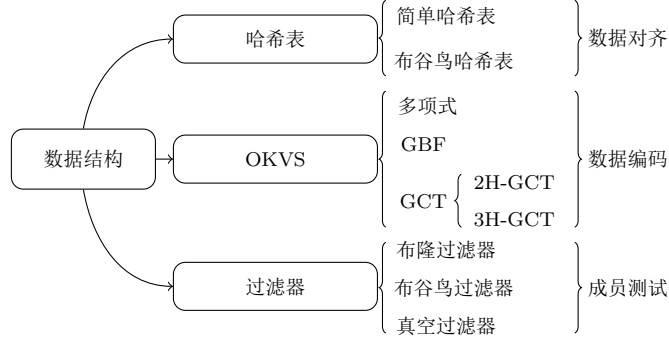 数据结构
哈希表
简单哈希表
布谷鸟哈希表
数据对齐
OKVS
多项式
GBF
GCT
2H-GCT
3H-GCT
数据编码
过滤器
布隆过滤器
布谷鸟过滤器
真空过滤器
成员测试